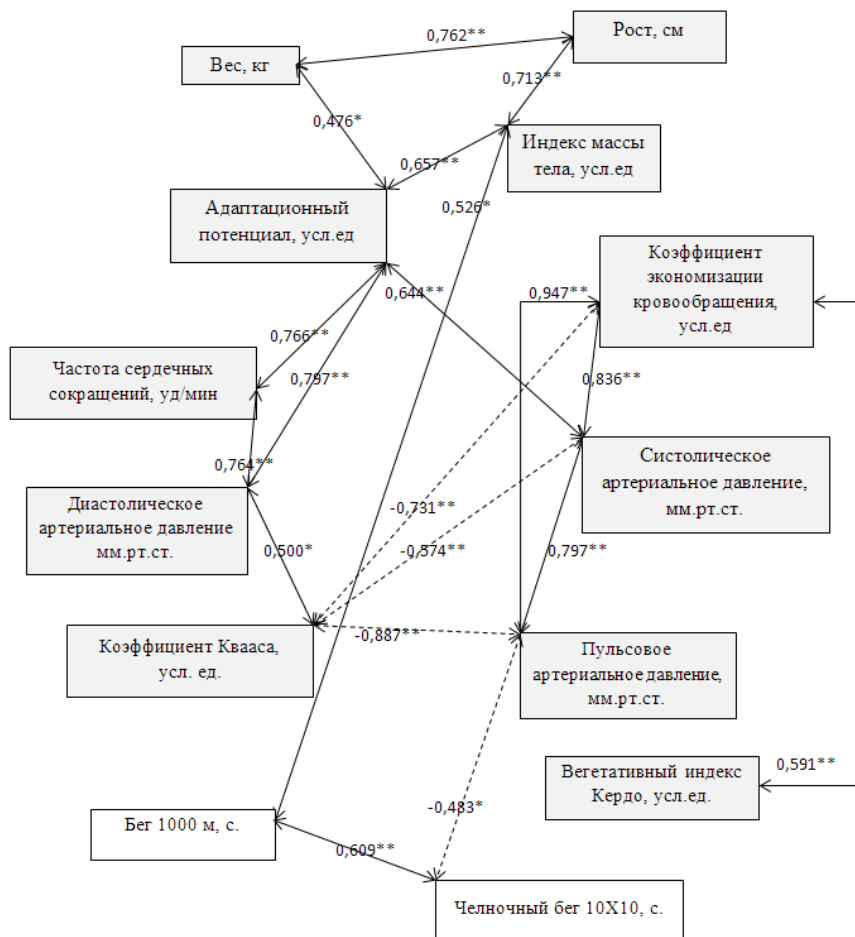 0,762**
Рост, см
Вес, кг
0,713**
0,476*
Индекс массы
тела, усл.ед
0,657**
Адаптационный
потенциал, усл.ед
0,526*
Коэффициент
экономизации
кровообращения,
усл.ед
0,644**
0,947**
0,766**
Частота сердечных
сокращений, уд/мин
0,797**
0,836**
0,764**
Систолическое
артериальное давление,
мм.рт.ст.
Диастолическое
артериальное давление
мм.рт.ст.
-0,731**
0,500*
-0,574**
0,797**
Коэффициент Квааса,
усл. ед.
-0,887**
Пульсовое
артериальное давление,
мм.рт.ст.
0,591**
Вегетативный индекс
Кердо, усл.ед.
-0,483*
Бег 1000 м, с.
0,609**
Челночный бег 10Х10, с.